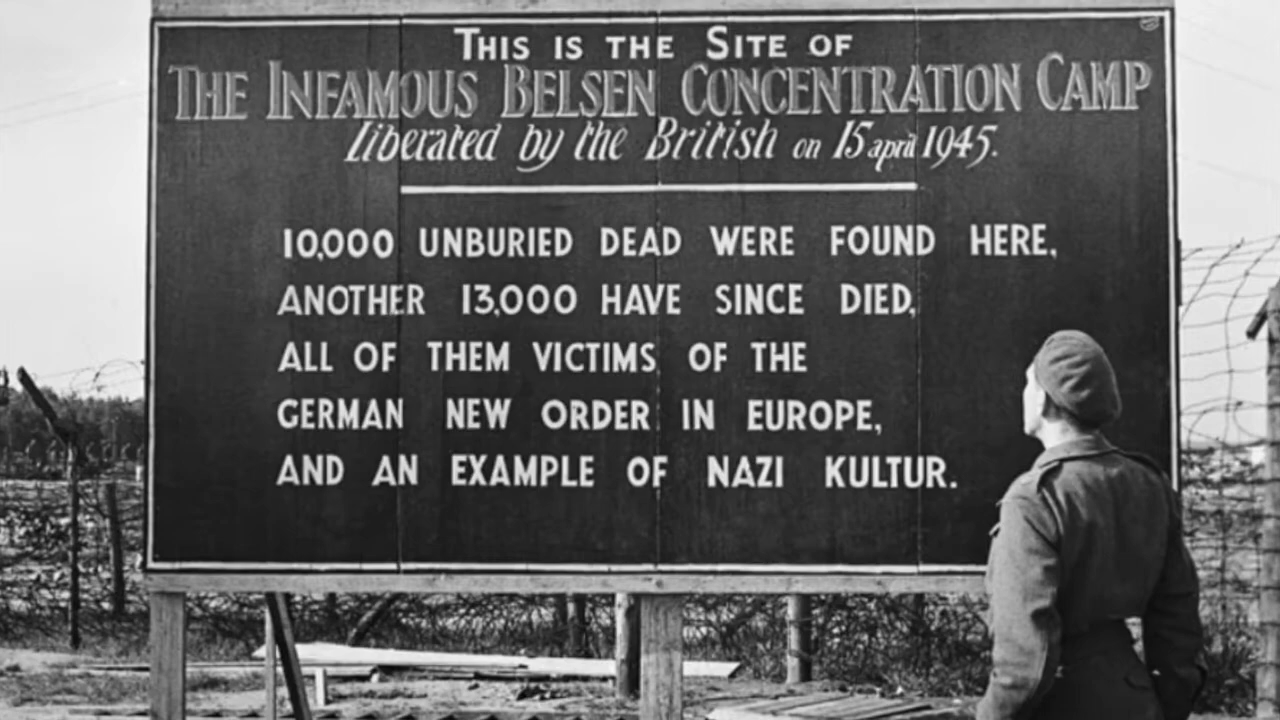 THIS IS THE SITE OF
THE INFAMOUS BELSEN CONCENTRATION CAMP
Liberated by the British on 15 april 1945.
10,000 UNBURIED DEAD WERE FOUND HERE,
ANOTHER 13,000 HAVE SINCE DIED,
ALL OF THEM VICTIMS OF THE
GERMAN NEW ORDER IN EUROPE,
AND AN EXAMPLE OF NAZI KULTUR.